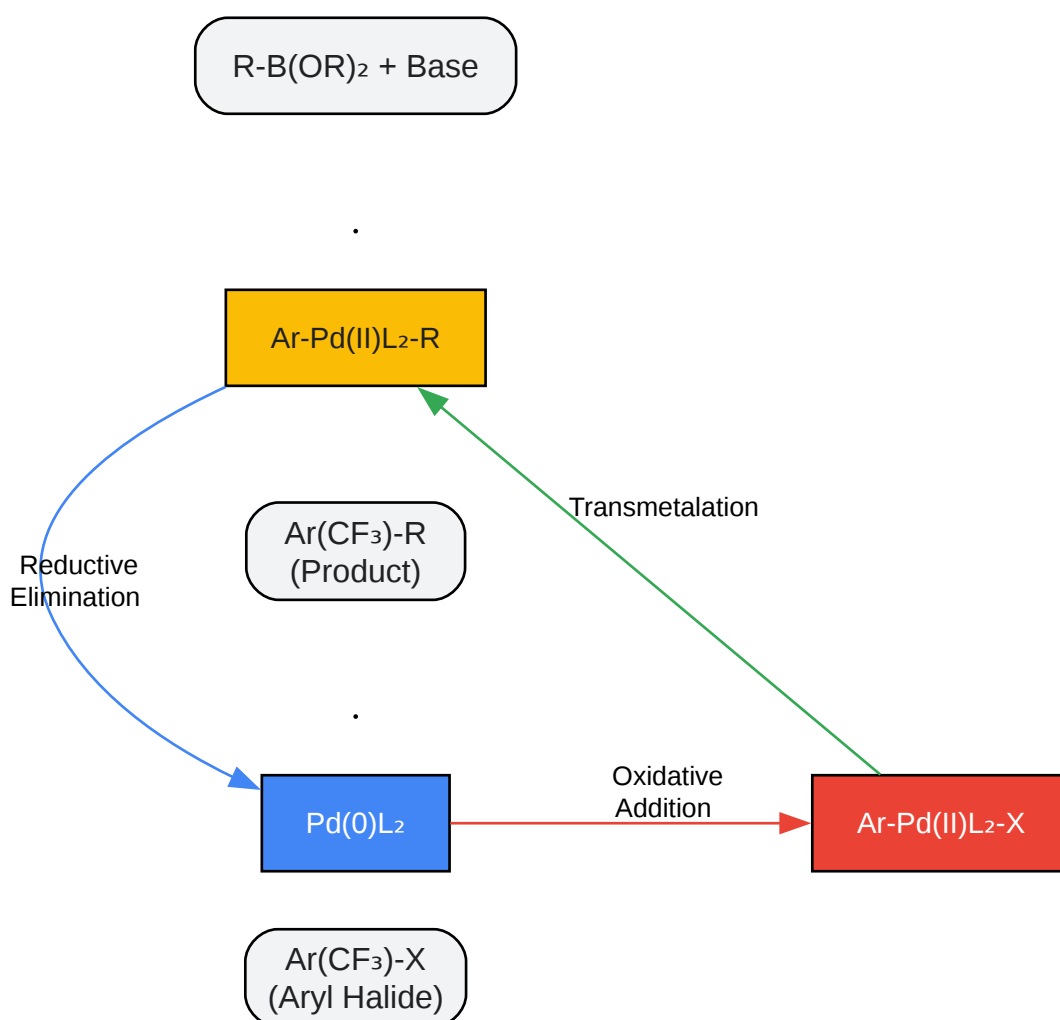 R-B(OR)₂ + Base
Ar-Pd(II)L₂-R
Transmetalation
Ar(CF₃)-R
(Product)
Reductive
Elimination
Oxidative
Addition
Pd(0)L₂
Ar-Pd(II)L₂-X
Ar(CF₃)-X
(Aryl Halide)